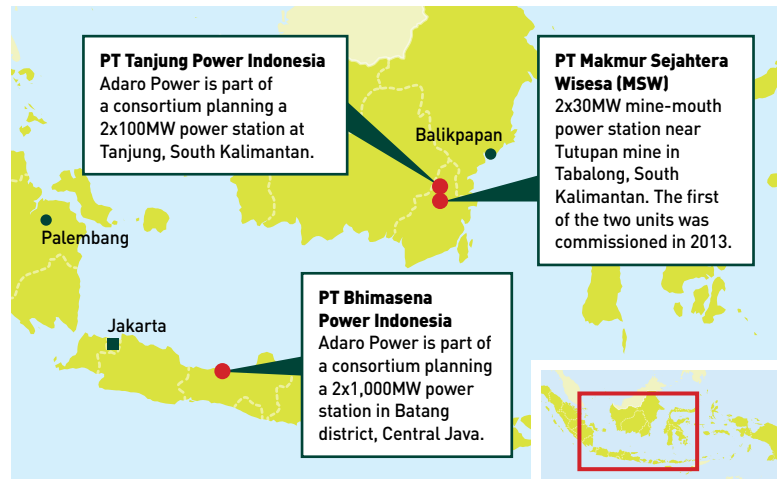 PT Tanjung Power Indonesia
Adaro Power is part of
a consortium planning a
2x100MW power station at
Tanjung, South Kalimantan.
PT Makmur Sejahtera
Wisesa (MSW)
2x30MW mine-mouth
power station near
Tutupan mine in
Tabalong, South
Kalimantan. The first
of the two units was
commissioned in 2013.
Balikpapan
Palembang
Jakarta
PT Bhimasena
Power Indonesia
Adaro Power is part of
a consortium planning
a 2x1,000MW power
station in Batang
district, Central Java.